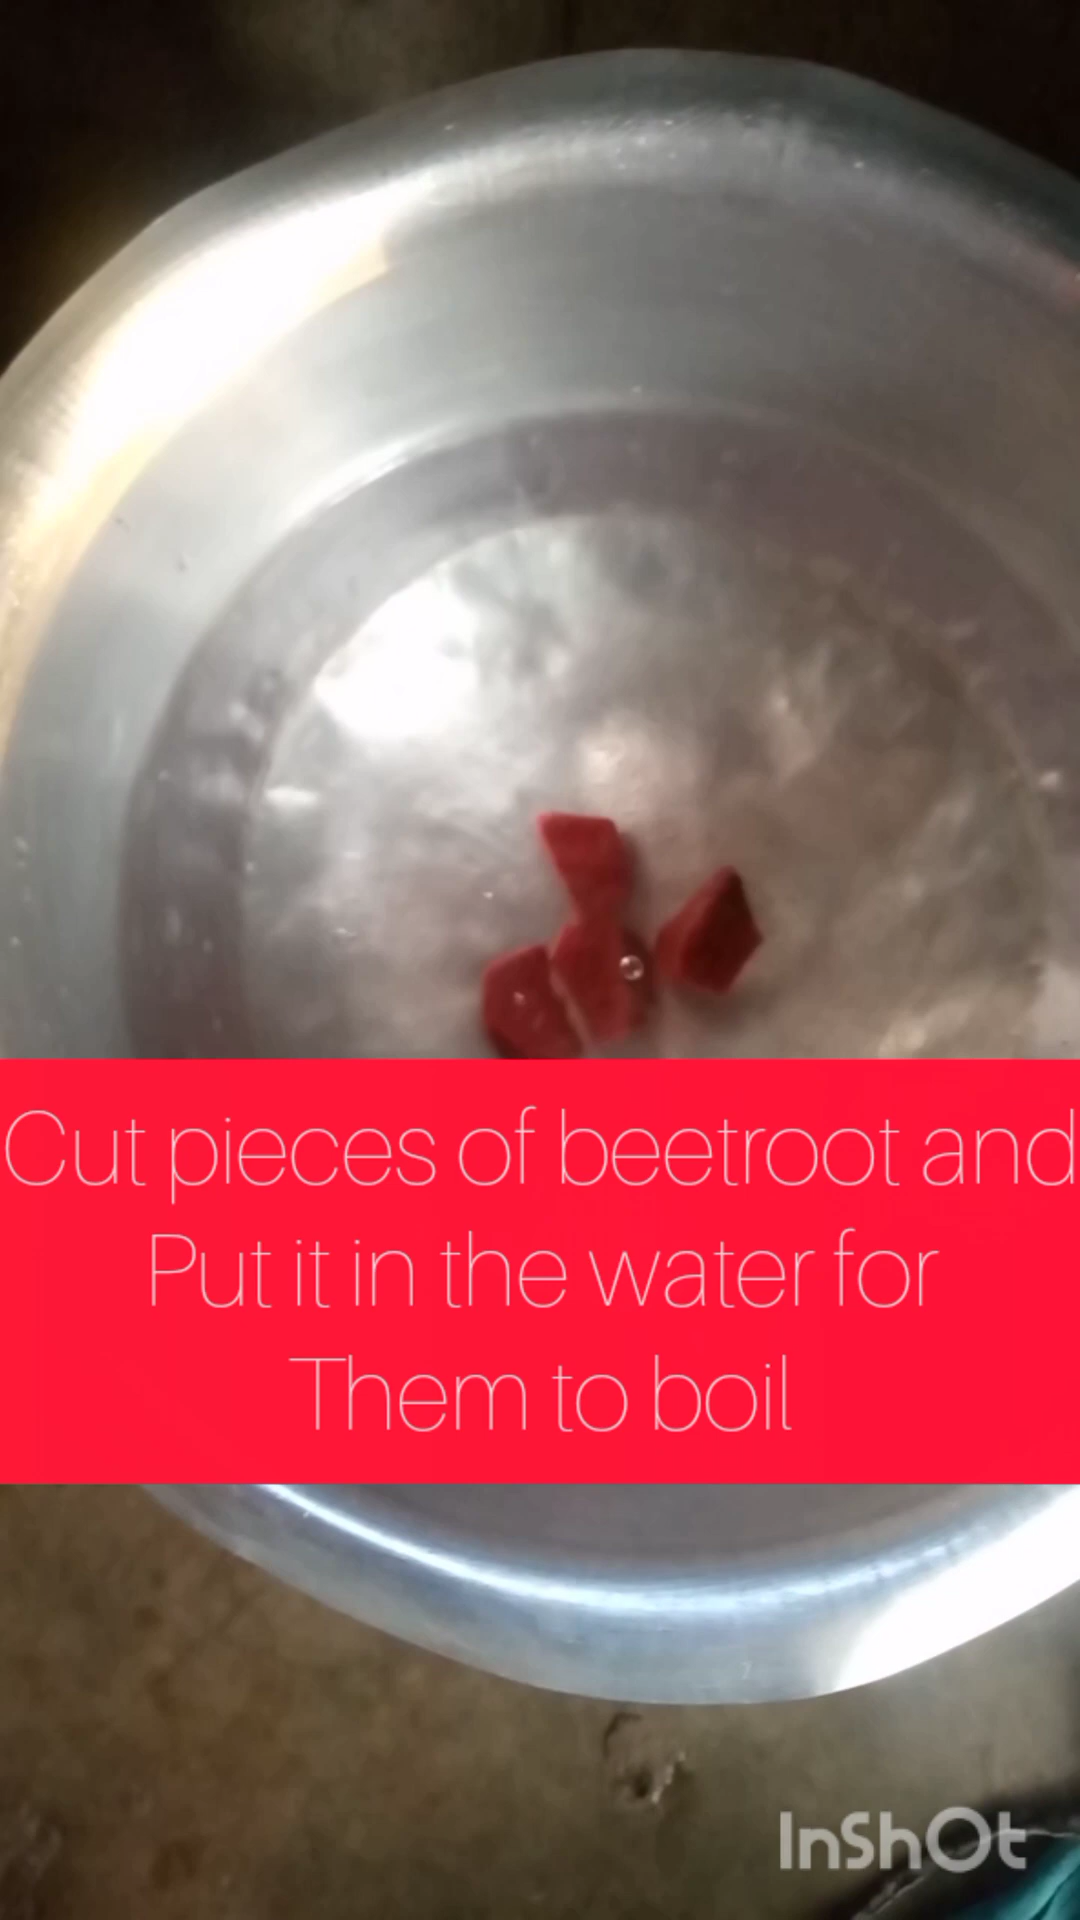 Cut pieces of beetroot and
Put it in the water for
Them to boil
InShOt